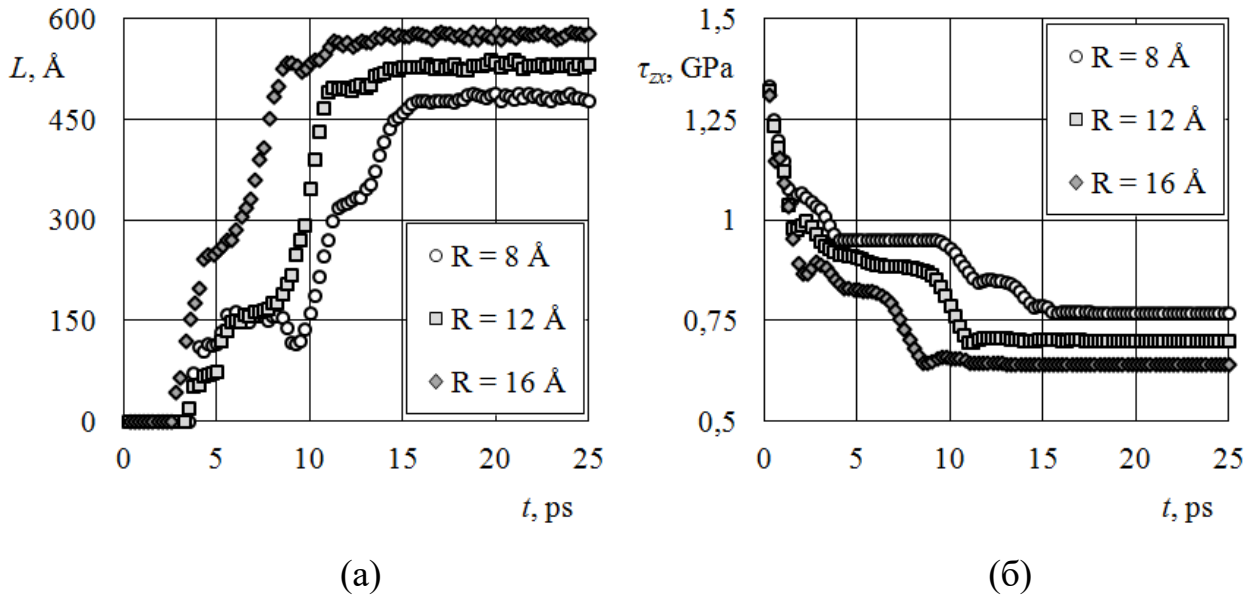 600
L, Å
450
300
150
0
0 5 10 15 20 25
t, ps
R = 8 Å
R = 12 Å
R = 16 Å
(а)
1,5
τzx, GPa
1,25
1
0,75
0,5
0 5 10 15 20 25
t, ps
R = 8 Å
R = 12 Å
R = 16 Å
(б)